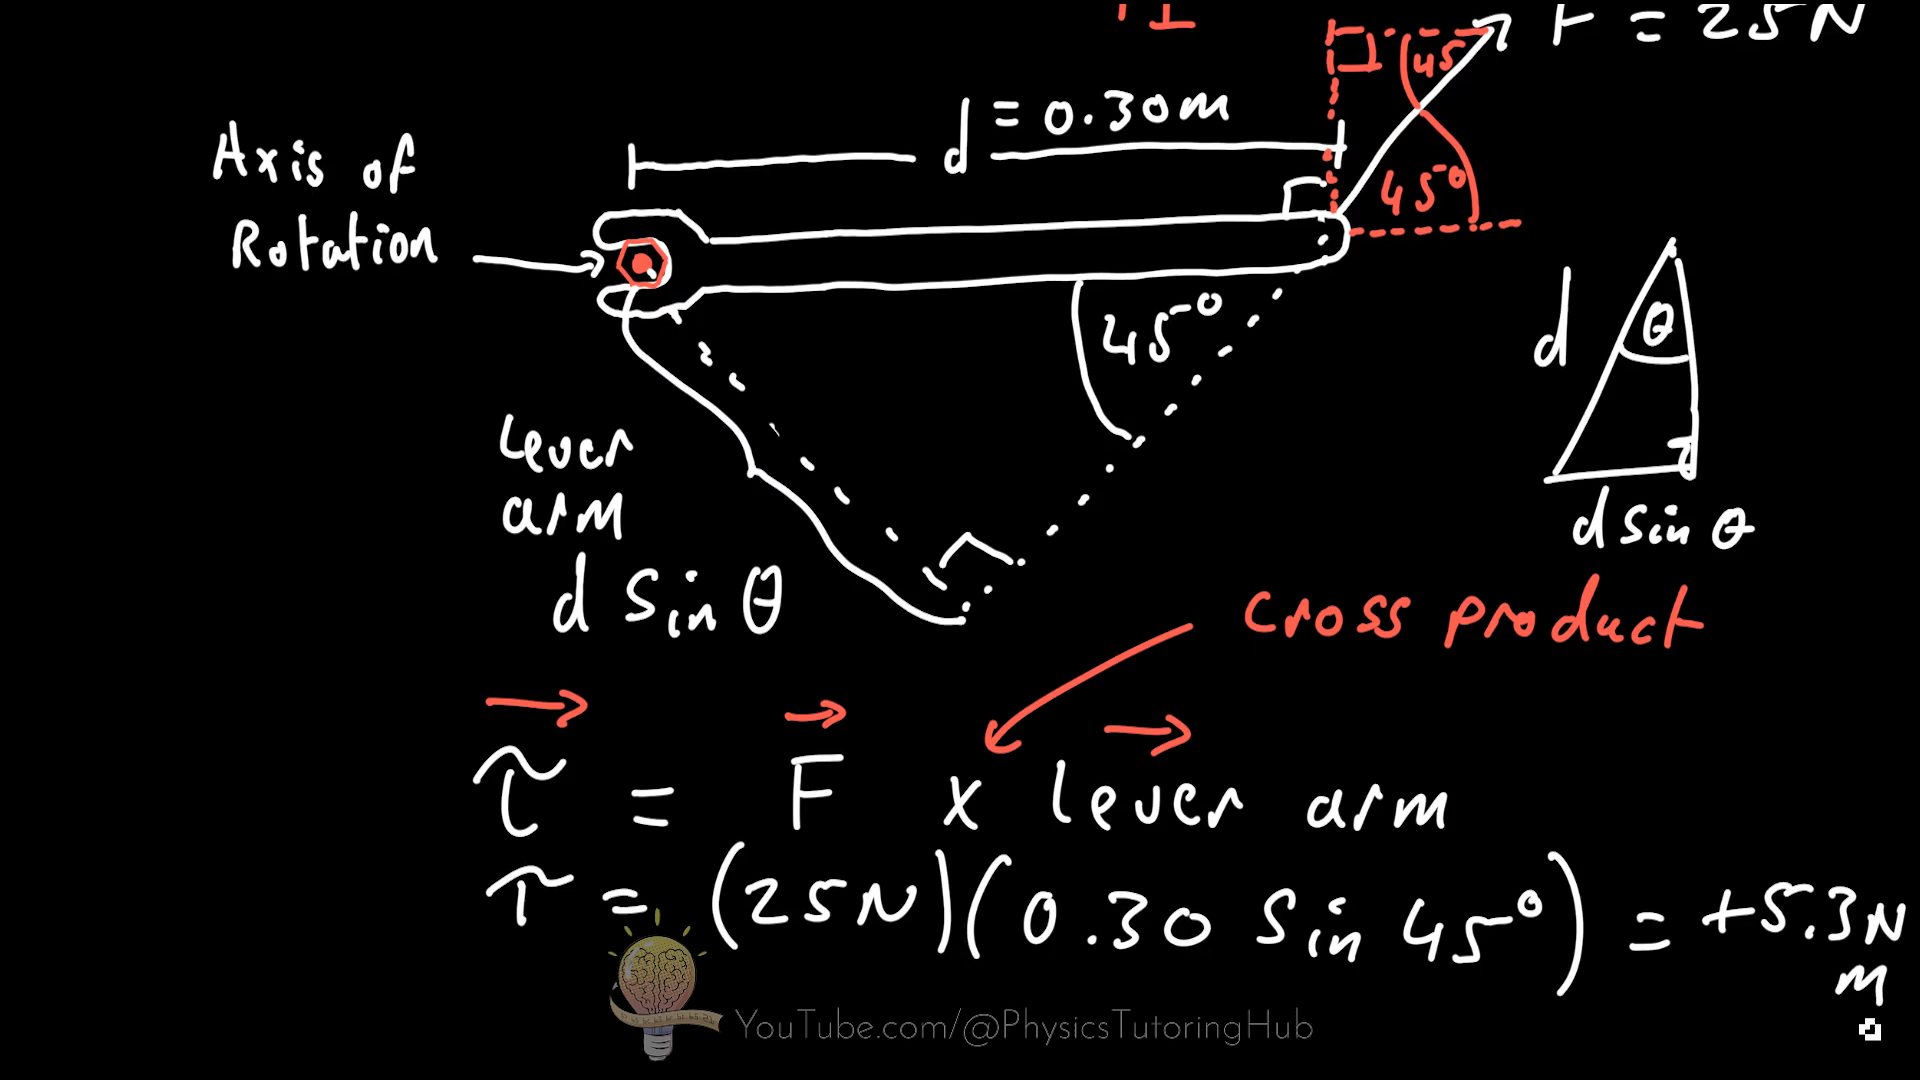 F = 25N
45
d = 0.30m
Axis of
Rotation
45°
45°
d
θ
lever
arm
d sin θ
d sin θ
cross product
τ = F x lever arm
τ = (25N)(0.30 sin 45°) = +5.3N
m
YouTube.com/@PhysicsTutoringHub